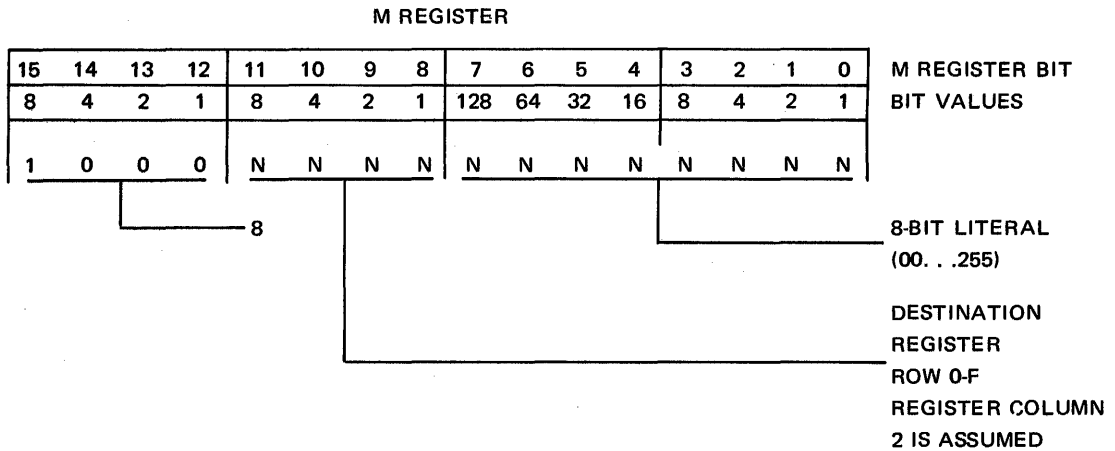 M REGISTER
15 14 13 12 11 10 9 8 7 6 5 4 3 2 1 0 M REGISTER BIT
8 4 2 1 8 4 2 1 128 64 32 16 8 4 2 1 BIT VALUES
1 0 0 0 N N N N N N N N N N N N
8 8-BIT LITERAL
(00. . .255)
DESTINATION
REGISTER
ROW 0-F
REGISTER COLUMN
2 IS ASSUMED